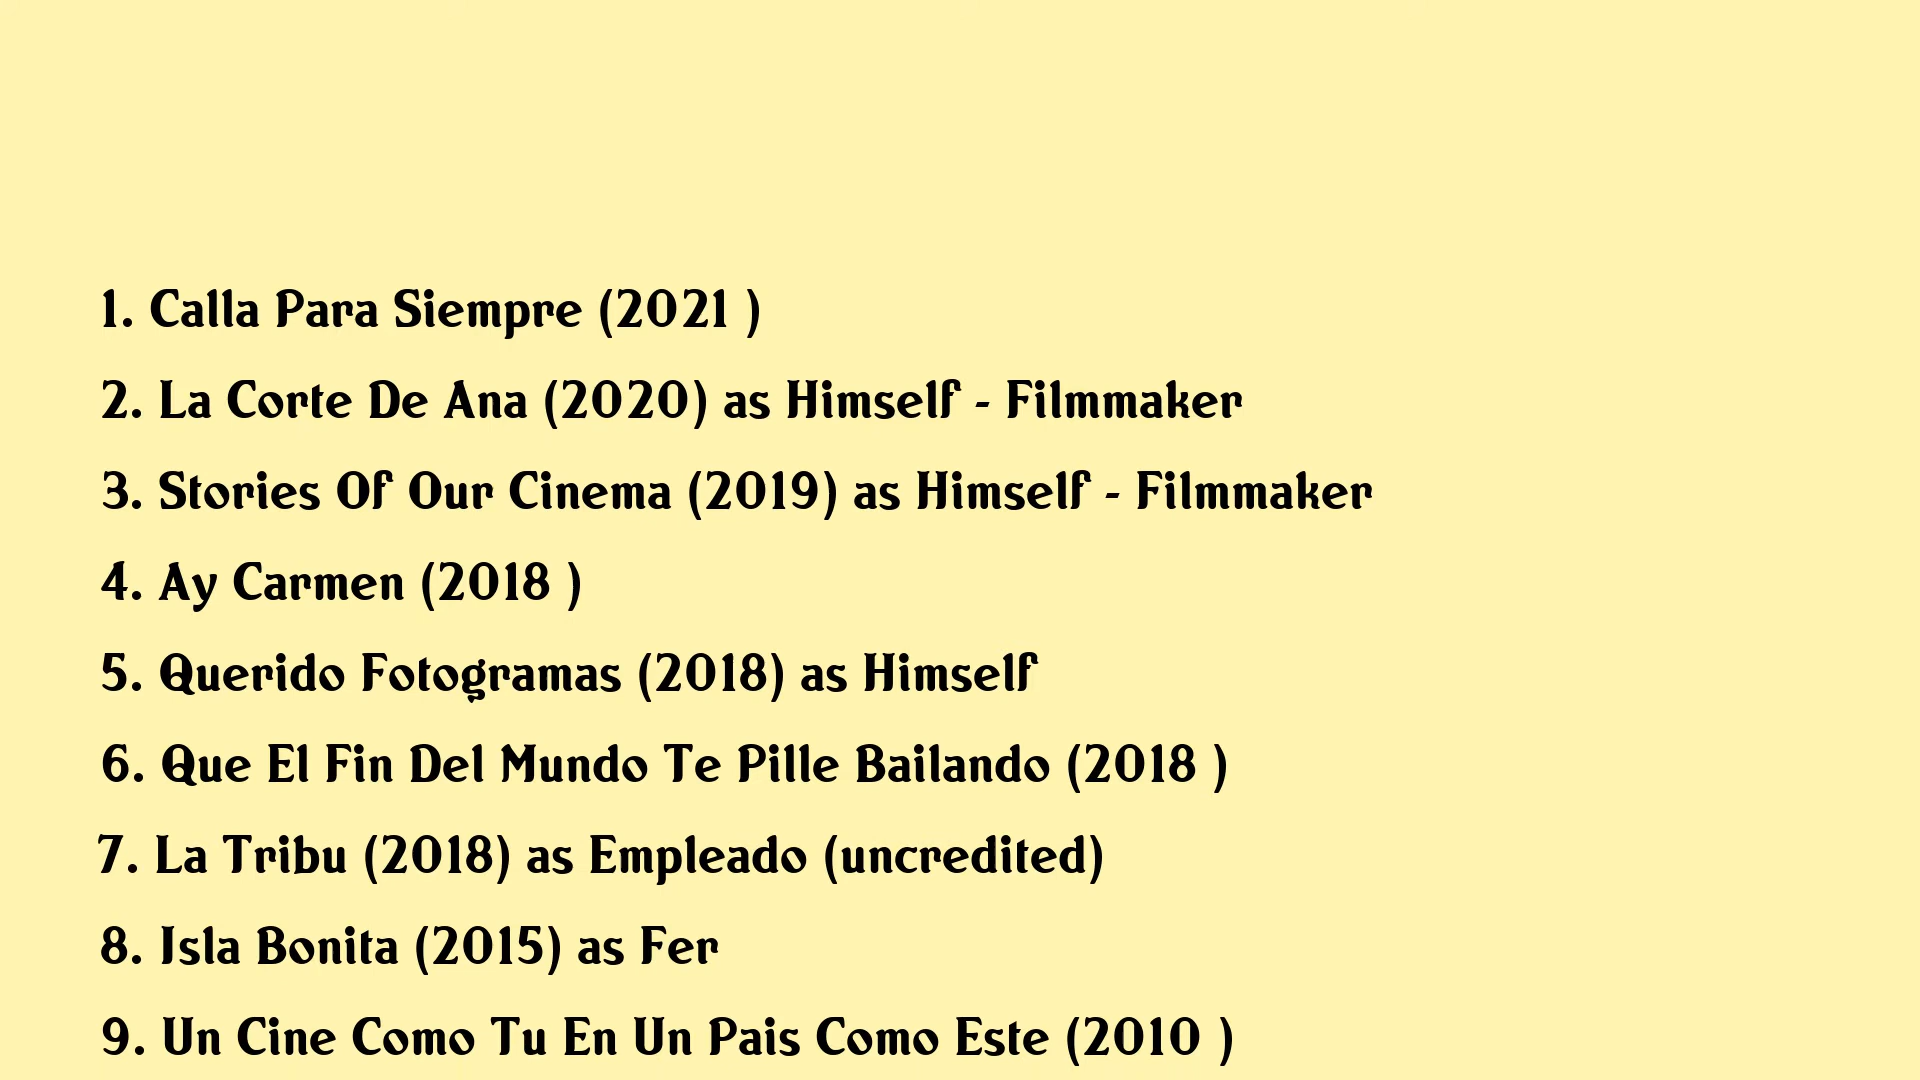 1. Calla Para Siempre (2021 )
2. La Corte De Ana (2020) as Himself - Filmmaker
3. Stories Of Our Cinema (2019) as Himself - Filmmaker
4. Ay Carmen (2018 )
5. Querido Fotogramas (2018) as Himself
6. Que El Fin Del Mundo Te Pille Bailando (2018 )
7. La Tribu (2018) as Empleado (uncredited)
8. Isla Bonita (2015) as Fer
9. Un Cine Como Tu En Un Pais Como Este (2010 )